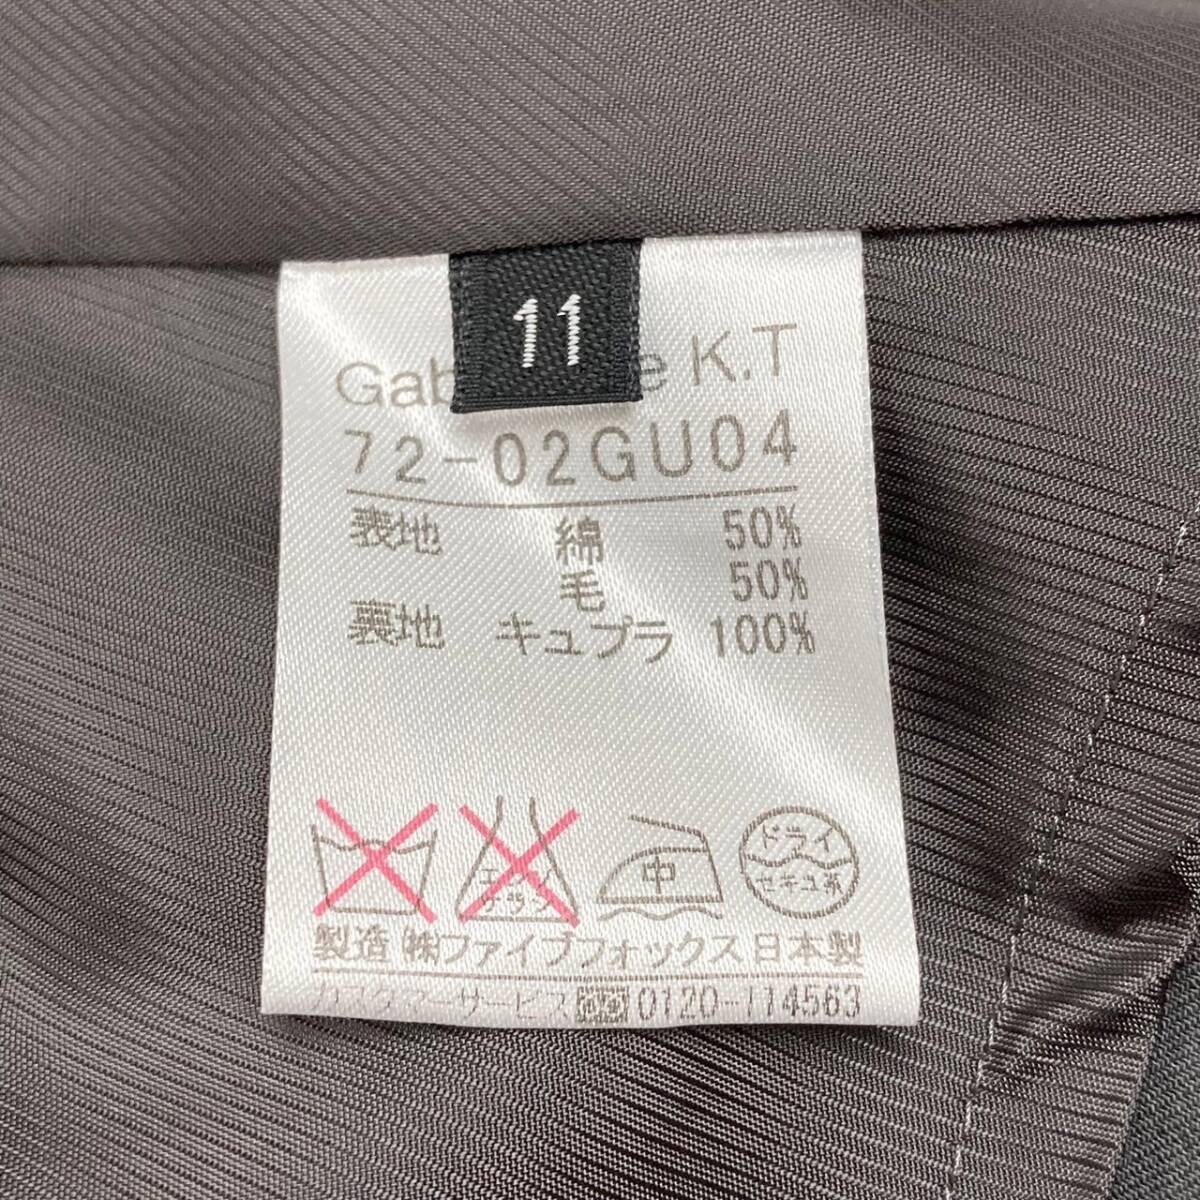 11
K.T
72-02GU04
表地 綿 50%
毛 50%
裏地 キュプラ 100%
中
ドライ
セキユ系
製造 ㈱ファイブフォックス 日本製
カスタマーサービス 0120-114563